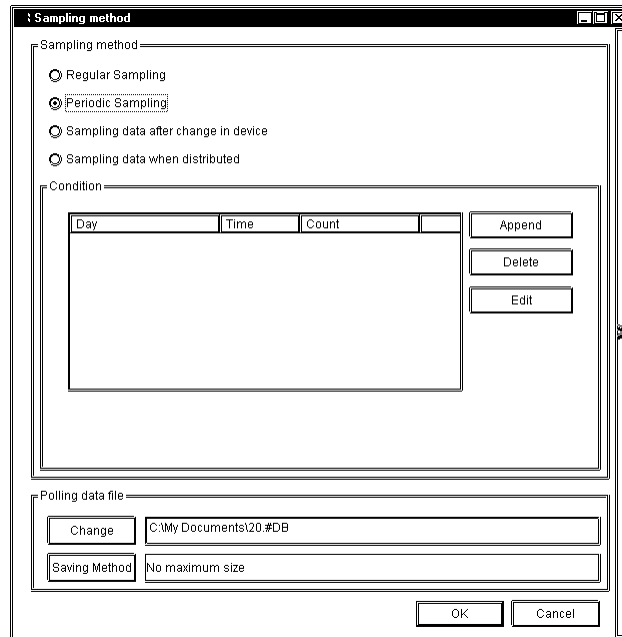 Sampling method
Sampling method
Regular Sampling
Periodic Sampling
Sampling data after change in device
Sampling data when distributed
Condition
Day Time Count
Append
Delete
Edit
Polling data file
Change C:\My Documents\20.#DB
Saving Method No maximum size
OK Cancel